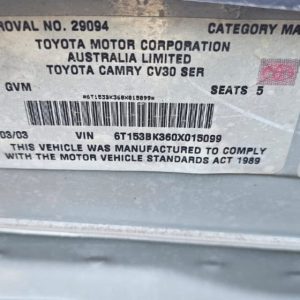 ROVAL NO. 29094 CATEGORY MA
TOYOTA MOTOR CORPORATION
AUSTRALIA LIMITED
TOYOTA CAMRY CV30 SER
GVM SEATS 5
*6T153BK360X015099*
03/03 VIN 6T153BK360X015099
THIS VEHICLE WAS MANUFACTURED TO COMPLY
WITH THE MOTOR VEHICLE STANDARDS ACT 1989